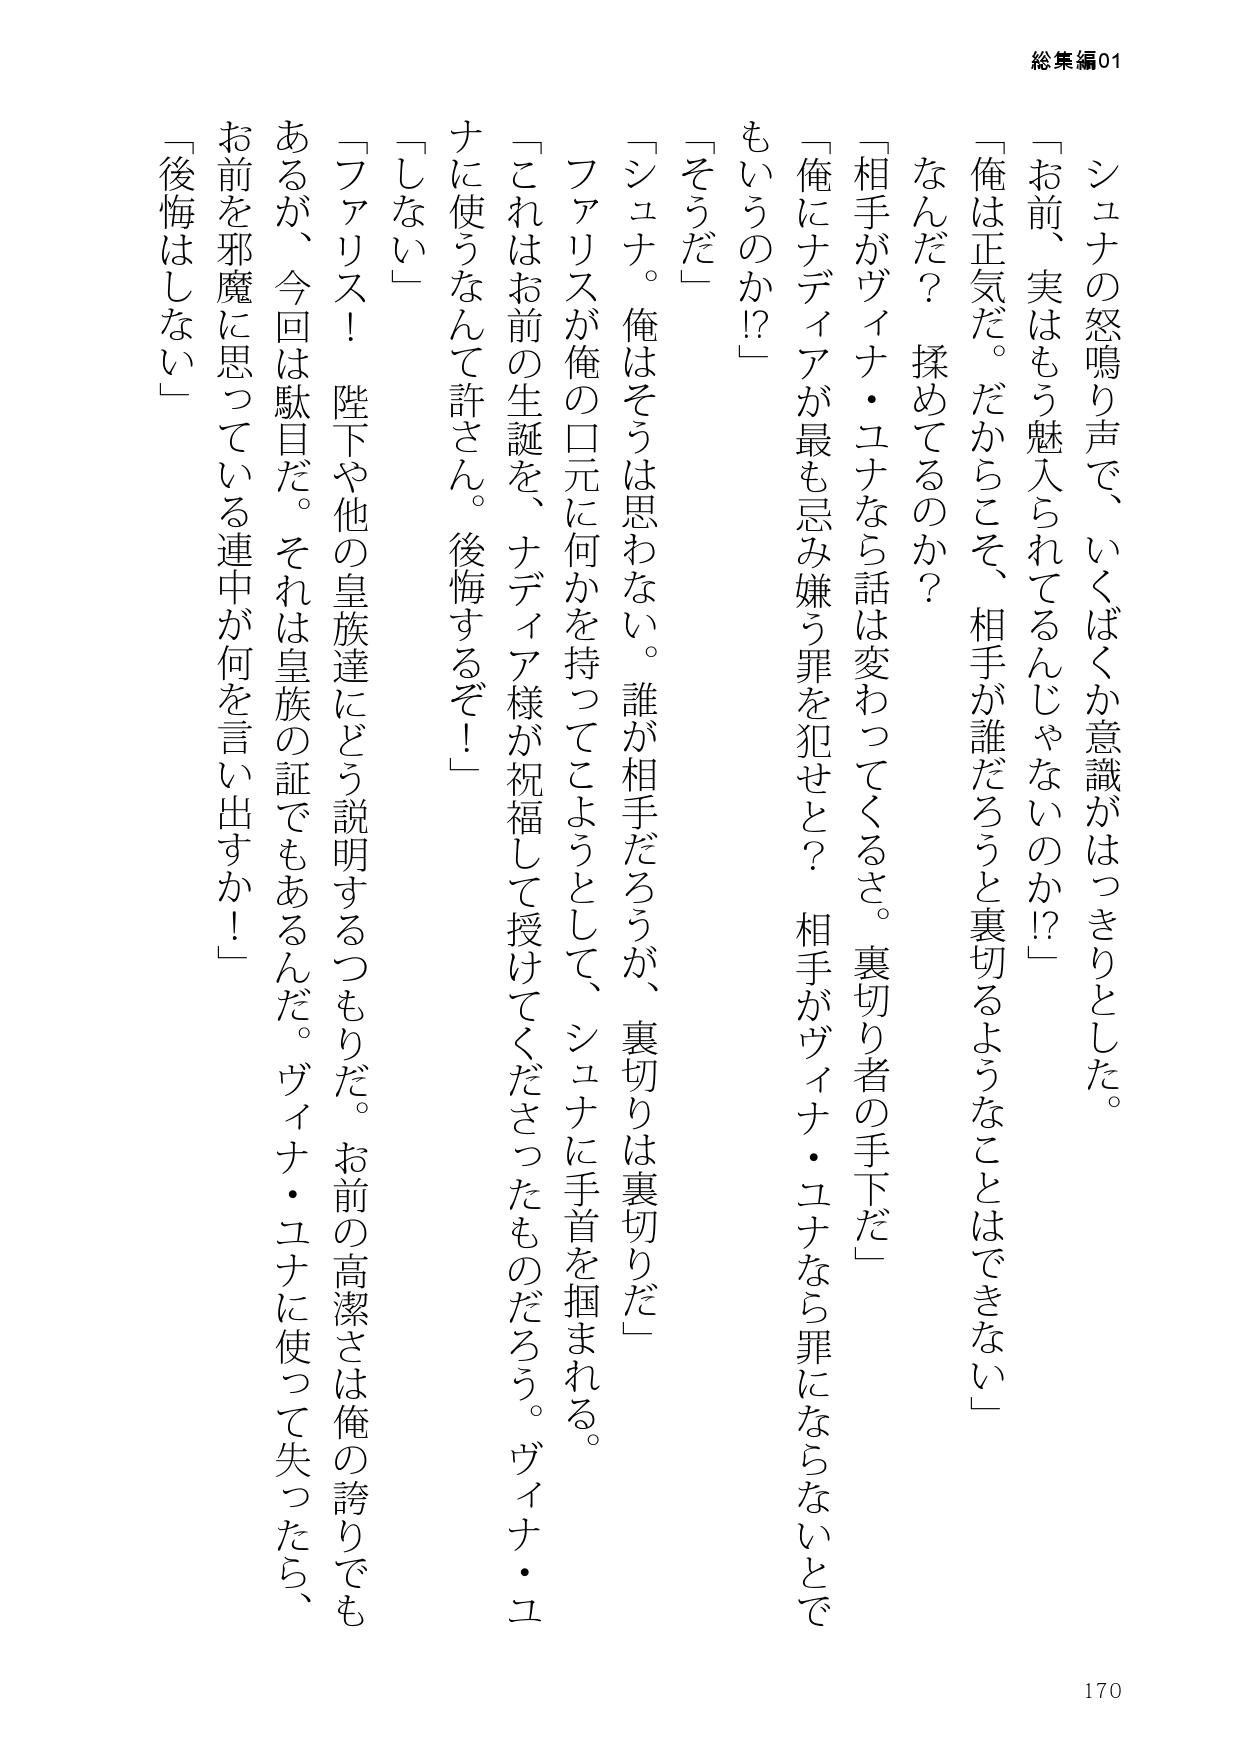 総集編01
　シュナの怒鳴り声で、いくばくか意識がはっきりとした。
「お前、実はもう魅入られてるんじゃないのか!?」
「俺は正気だ。だからこそ、相手が誰だろうと裏切るようなことはできない」
　なんだ？　揉めてるのか？
「相手がヴィナ・ユナなら話は変わってくるさ。裏切り者の手下だ」
「俺にナディアが最も忌み嫌う罪を犯せと？　相手がヴィナ・ユナなら罪にならないとで
もいうのか!?」
「そうだ」
「シュナ。俺はそうは思わない。誰が相手だろうが、裏切りは裏切りだ」
　ファリスが俺の口元に何かを持ってこようとして、シュナに手首を掴まれる。
「これはお前の生誕を、ナディア様が祝福して授けてくださったものだろう。ヴィナ・ユ
ナに使うなんて許さん。後悔するぞ！」
「しない」
「ファリス！　陛下や他の皇族達にどう説明するつもりだ。お前の高潔さは俺の誇りでも
あるが、今回は駄目だ。それは皇族の証でもあるんだ。ヴィナ・ユナに使って失ったら、
お前を邪魔に思っている連中が何を言い出すか！」
「後悔はしない」
170